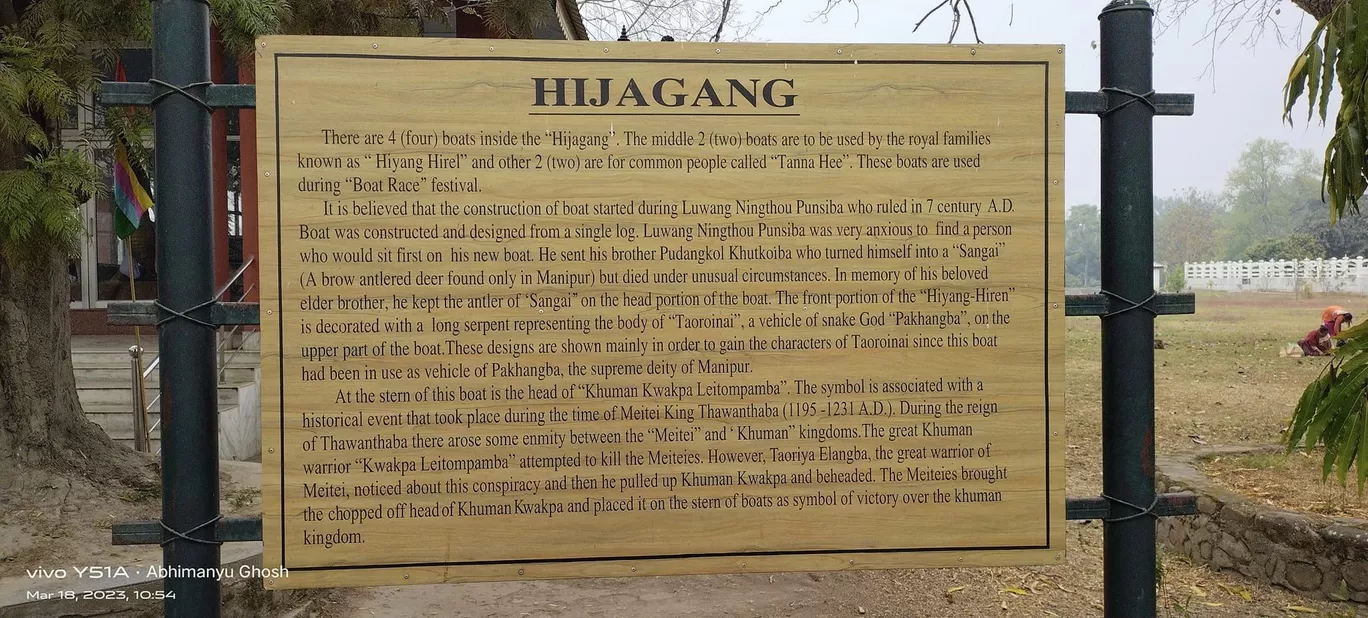 HIJAGANG
There are 4 (four) boats inside the “Hijagang”. The middle 2 (two) boats are to be used by the royal families
known as “ Hiyang Hirel” and other 2 (two) are for common people called “Tanna Hee”. These boats are used
during “Boat Race” festival.
It is believed that the construction of boat started during Luwang Ningthou Punsiba who ruled in 7 century A.D.
Boat was constructed and designed from a single log. Luwang Ningthou Punsiba was very anxious to find a person
who would sit first on his new boat. He sent his brother Pudangkol Khutkoiba who turned himself into a “Sangai”
(A brow antlered deer found only in Manipur) but died under unusual circumstances. In memory of his beloved
elder brother, he kept the antler of ‘Sangai” on the head portion of the boat. The front portion of the “Hiyang-Hiren”
is decorated with a long serpent representing the body of “Taoroinai”, a vehicle of snake God “Pakhangba”, on the
upper part of the boat.These designs are shown mainly in order to gain the characters of Taoroinai since this boat
had been in use as vehicle of Pakhangba, the supreme deity of Manipur.
At the stern of this boat is the head of “Khuman Kwakpa Leitompamba”. The symbol is associated with a
historical event that took place during the time of Meitei King Thawanthaba (1195 -1231 A.D.). During the reign
of Thawanthaba there arose some enmity between the “Meitei” and ‘ Khuman” kingdoms.The great Khuman
warrior “Kwakpa Leitompamba” attempted to kill the Meiteies. However, Taoriya Elangba, the great warrior of
Meitei, noticed about this conspiracy and then he pulled up Khuman Kwakpa and beheaded. The Meiteies brought
the chopped off head of Khuman Kwakpa and placed it on the stern of boats as symbol of victory over the khuman
kingdom.
vivo Y51A · Abhimanyu Ghosh
Mar 18, 2023, 10:54